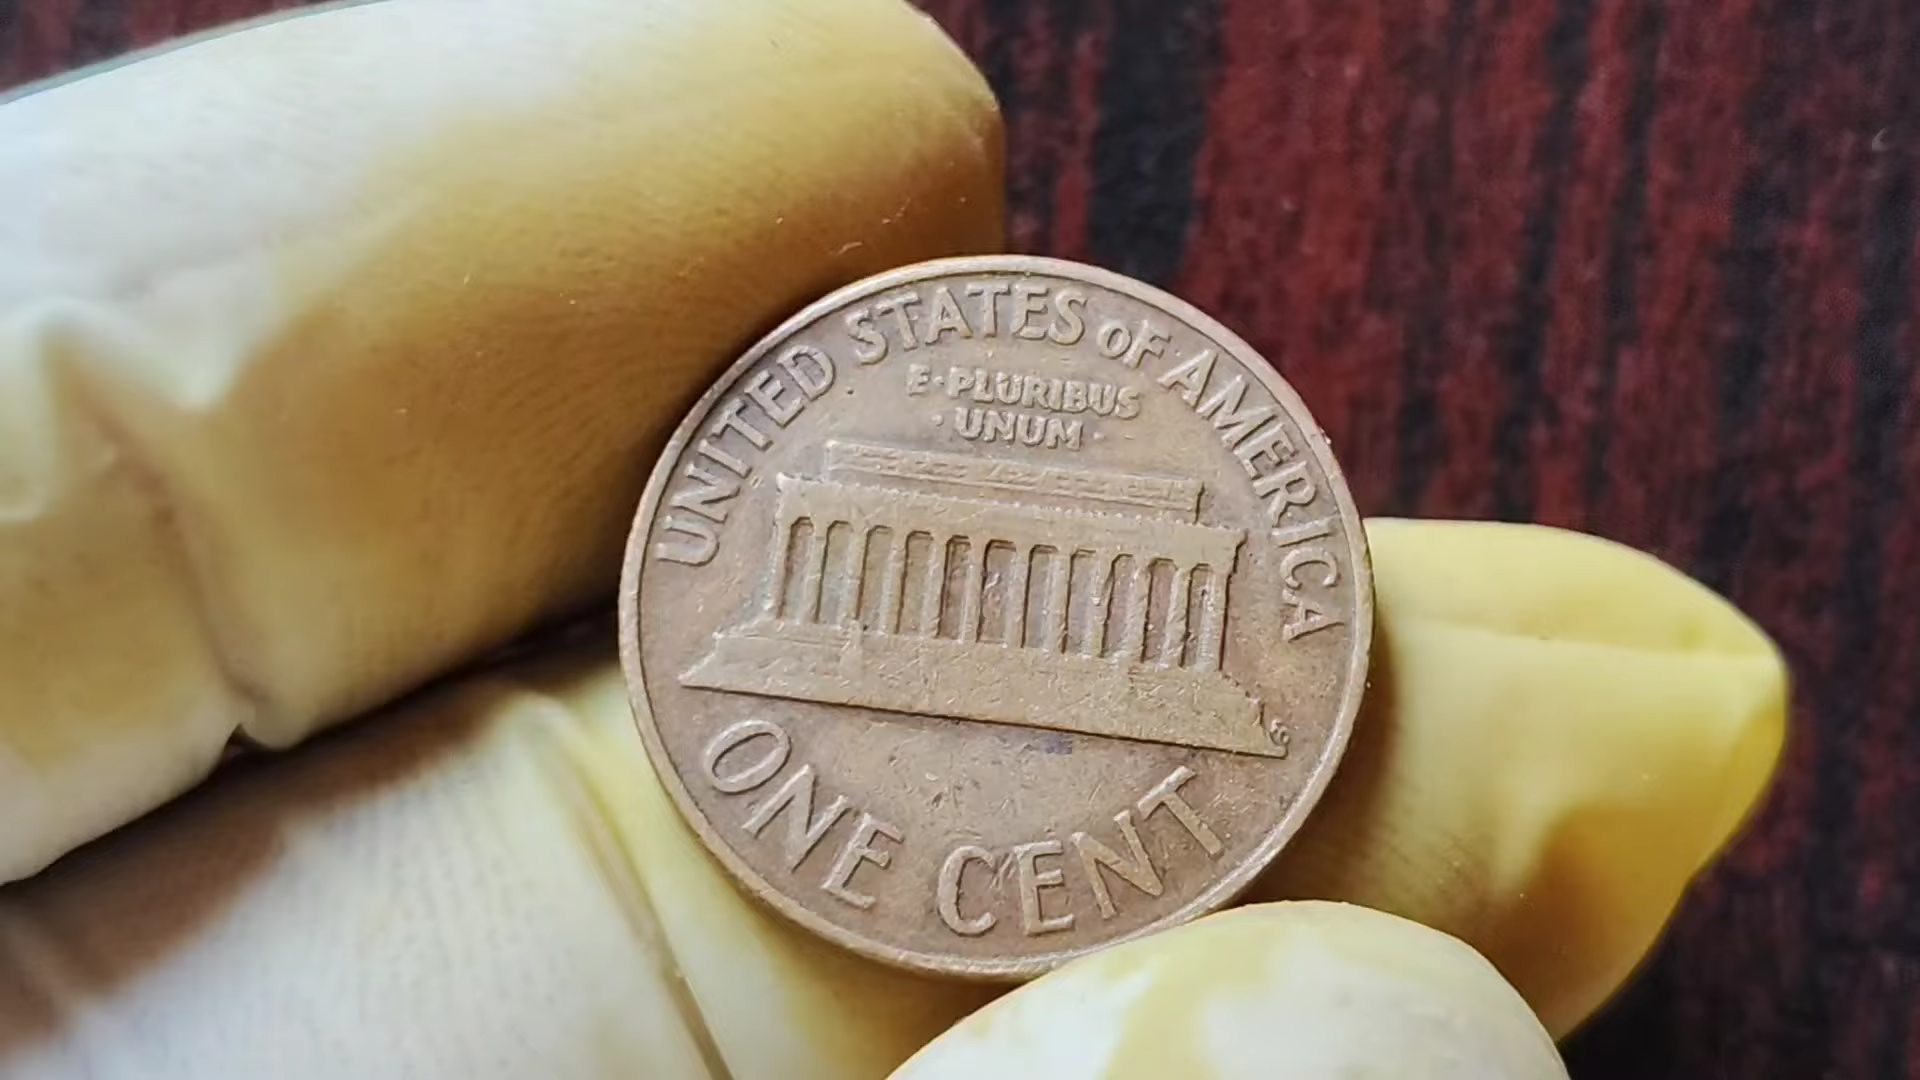 UNITED STATES OF AMERICA
E·PLURIBUS
·UNUM·
ONE CENT